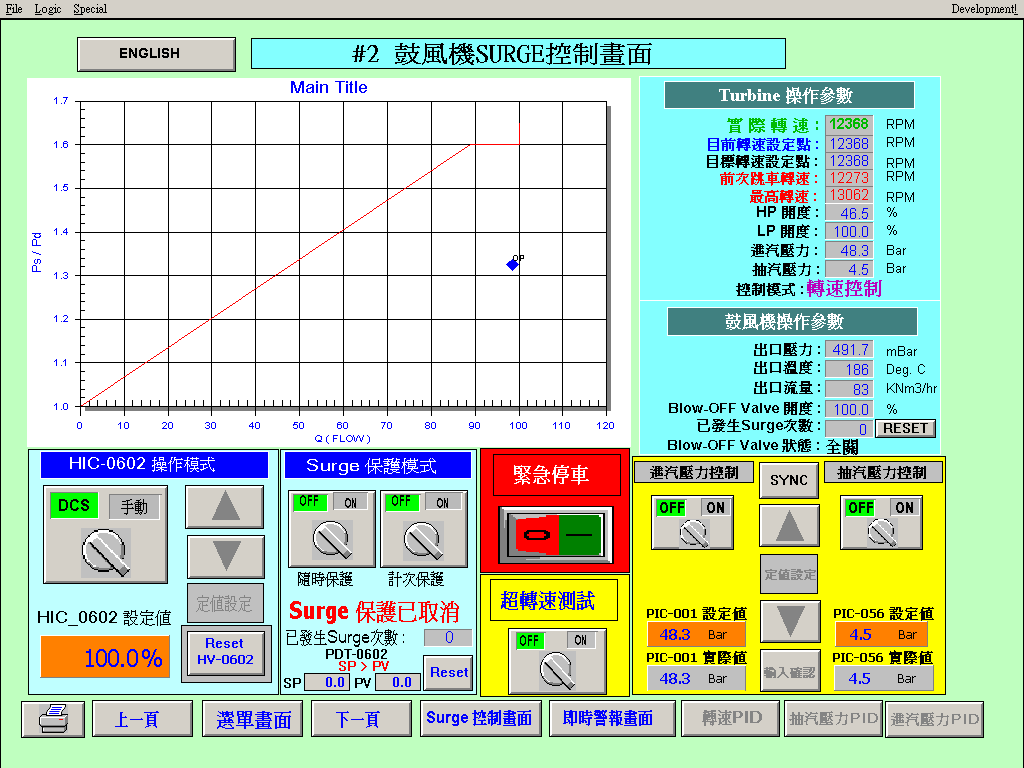 File Logic Special Development!
ENGLISH
#2 鼓風機SURGE控制畫面
Main Title
1.7
1.6
1.5
1.4
1.3
1.2
1.1
1.0
Ps / Pd
OP
0 10 20 30 40 50 60 70 80 90 100 110 120
Q ( FLOW )
Turbine 操作參數
實際轉速: 12368 RPM
目前轉速設定點: 12368 RPM
目標轉速設定點: 12368 RPM
前次跳車轉速: 12273 RPM
最高轉速: 13062 RPM
HP 開度: 46.5 %
LP 開度: 100.0 %
進汽壓力: 48.3 Bar
抽汽壓力: 4.5 Bar
控制模式:轉速控制
鼓風機操作參數
出口壓力: 491.7 mBar
出口溫度: 186 Deg. C
出口流量: 83 KNm3/hr
Blow-OFF Valve 開度: 100.0 %
已發生Surge次數: 0 RESET
Blow-OFF Valve 狀態: 全關
HIC-0602 操作模式
DCS 手動
定值設定
HIC_0602 設定值
100.0%
Reset
HV-0602
Surge 保護模式
OFF ON OFF ON
隨時保護 計次保護
Surge 保護已取消
已發生Surge次數: 0
PDT-0602
SP > PV
SP 0.0 PV 0.0 Reset
緊急停車
超轉速測試
OFF ON
進汽壓力控制 SYNC 抽汽壓力控制
OFF ON OFF ON
定值設定
PIC-001 設定值 PIC-056 設定值
48.3 Bar 4.5 Bar
PIC-001 實際值 輸入確認 PIC-056 實際值
48.3 Bar 4.5 Bar
上一頁 選單畫面 下一頁 Surge 控制畫面 即時警報畫面 轉速PID 抽汽壓力PID 進汽壓力PID